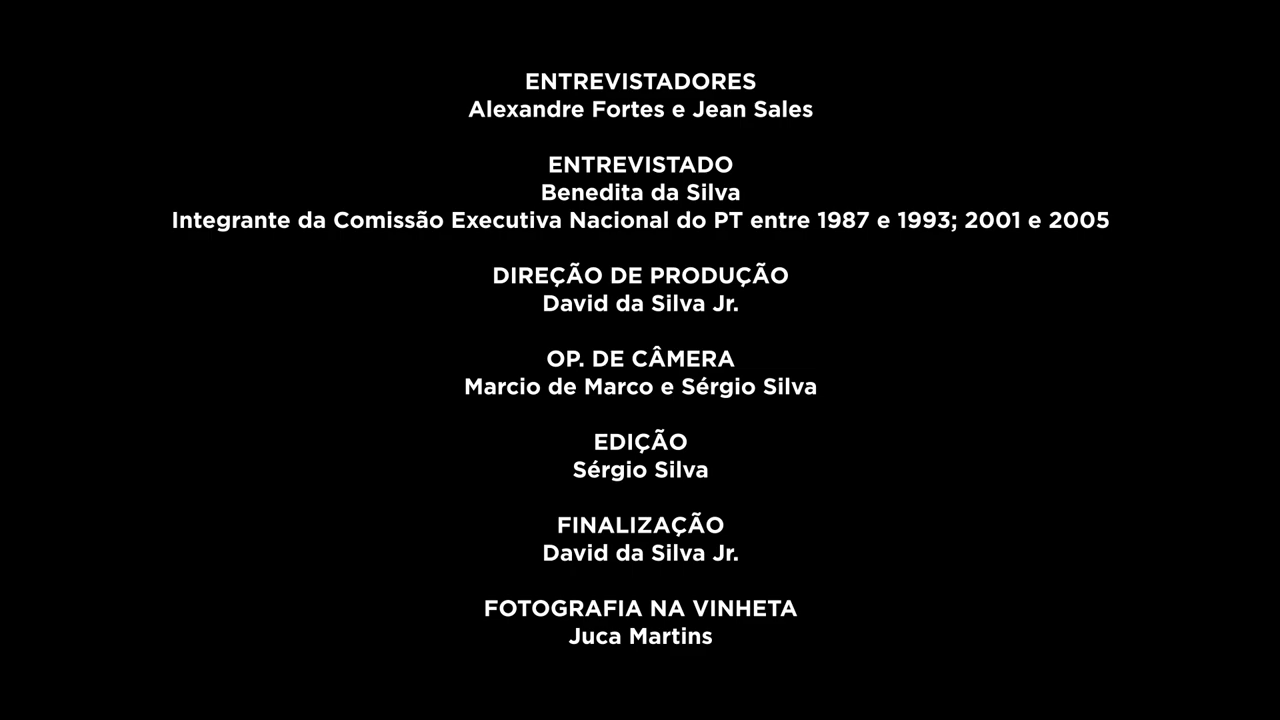 ENTREVISTADORES
Alexandre Fortes e Jean Sales
ENTREVISTADO
Benedita da Silva
Integrante da Comissão Executiva Nacional do PT entre 1987 e 1993; 2001 e 2005
DIREÇÃO DE PRODUÇÃO
David da Silva Jr.
OP. DE CÂMERA
Marcio de Marco e Sérgio Silva
EDIÇÃO
Sérgio Silva
FINALIZAÇÃO
David da Silva Jr.
FOTOGRAFIA NA VINHETA
Juca Martins